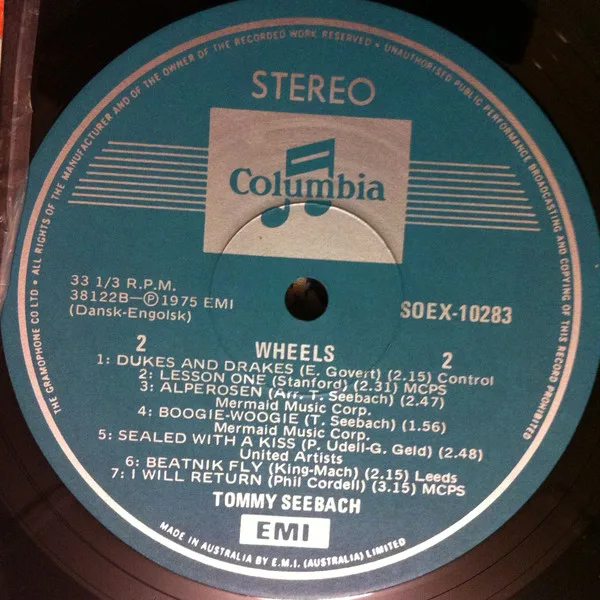 THE GRAMOPHONE CO LTD • ALL RIGHTS OF THE MANUFACTURER AND OF THE OWNER OF THE RECORDED WORK RESERVED • UNAUTHORISED PUBLIC PERFORMANCE BROADCASTING AND COPYING OF THIS RECORD PROHIBITED
STEREO
Columbia
33 1/3 R.P.M.
38122B—Ⓟ1975 EMI
(Dansk-Engolsk)
SOEX-10283
2 WHEELS 2
1: DUKES AND DRAKES (E. Govert) (2.15) Control
2: LESSON ONE (Stanford) (2.31) MCPS
3: ALPEROSEN (Arr. T. Seebach) (2.47)
Mermaid Music Corp.
4: BOOGIE-WOOGIE (T. Seebach) (1.56)
Mermaid Music Corp.
5: SEALED WITH A KISS (P. Udell-G. Geld) (2.48)
United Artists
6: BEATNIK FLY (King-Mach) (2.15) Leeds
7: I WILL RETURN (Phil Cordell) (3.15) MCPS
TOMMY SEEBACH
EMI
MADE IN AUSTRALIA BY E.M.I. (AUSTRALIA) LIMITED